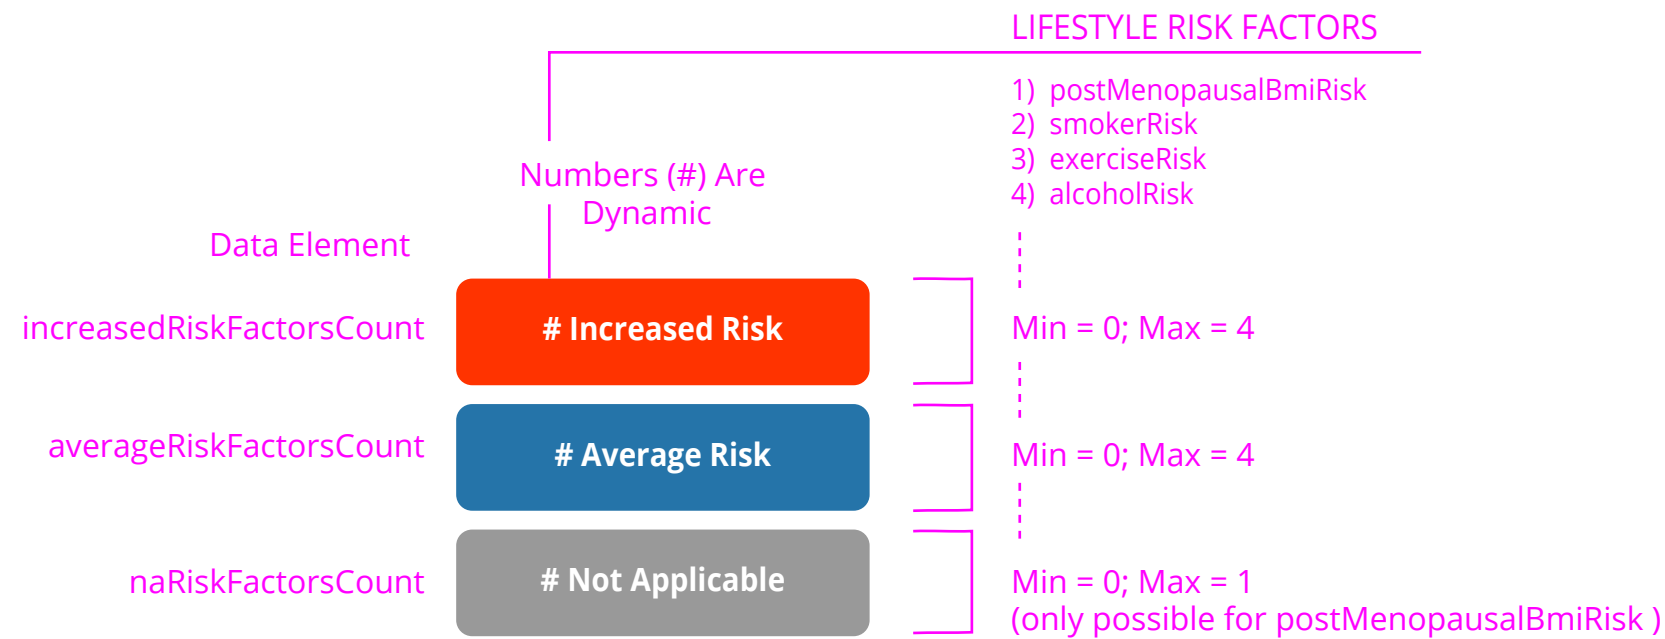 LIFESTYLE RISK FACTORS
1) postMenopausalBmiRisk
2) smokerRisk
3) exerciseRisk
4) alcoholRisk
Numbers (#) Are
Dynamic
Data Element
increasedRiskFactorsCount
# Increased Risk
Min = 0; Max = 4
averageRiskFactorsCount
# Average Risk
Min = 0; Max = 4
naRiskFactorsCount
# Not Applicable
Min = 0; Max = 1
(only possible for postMenopausalBmiRisk )